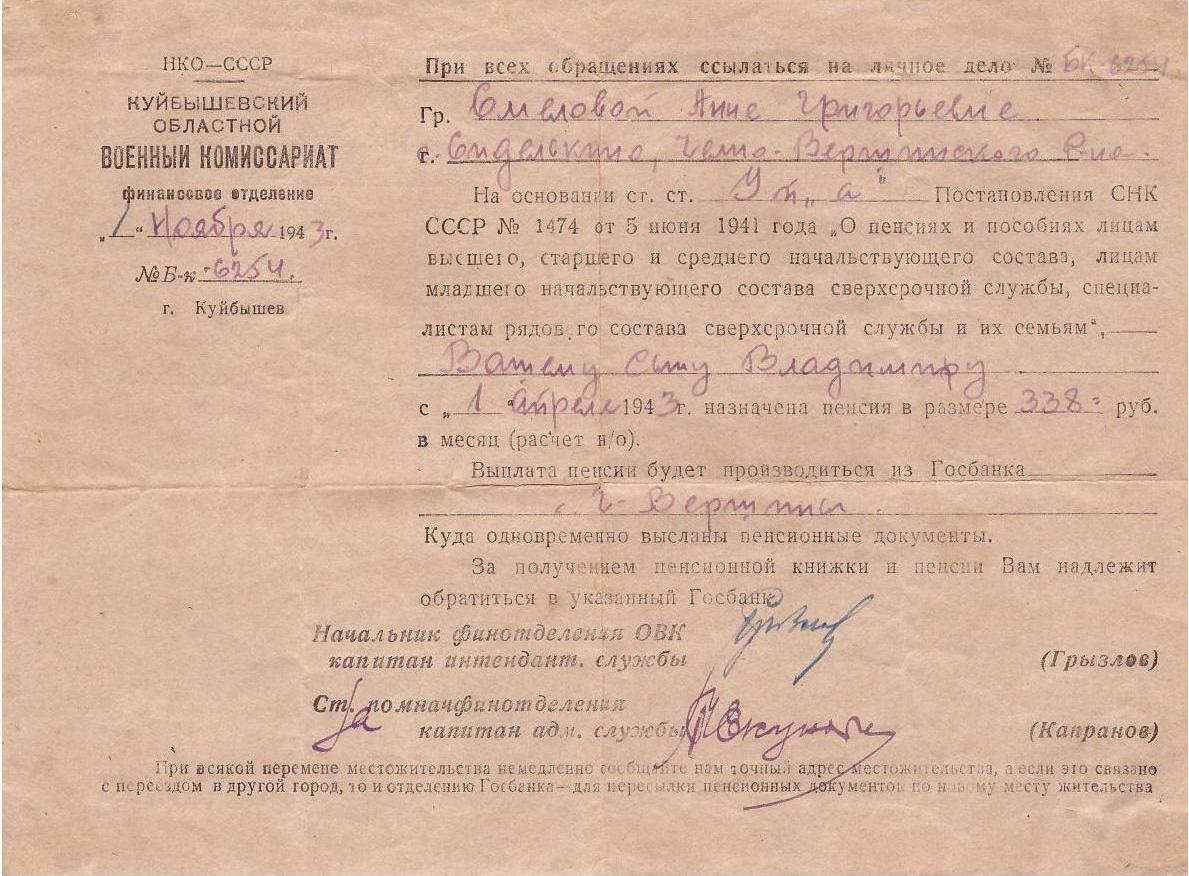 НКО—СССР
КУЙБЫШЕВСКИЙ
ОБЛАСТНОЙ
ВОЕННЫЙ КОМИССАРИАТ
финансовое отделение
„1“ Ноября 1943г.
№ Б-к -6254.
г. Куйбышев
При всех обращениях ссылаться на личное дело № БК-6254
Гр. Смеловой Анне Григорьевне
с. Сиделькино, Челно-Вершинского Р-на.
На основании ст. ст. „а“ Постановления СНК
СССР № 1474 от 5 июня 1941 года „О пенсиях и пособиях лицам
высшего, старшего и среднего начальствующего состава, лицам
младшего начальствующего состава сверхсрочной службы, специа-
листам рядового состава сверхсрочной службы и их семьям“,
Вашему сыну Владимиру
с „1“ апреля 1943г. назначена пенсия в размере 338= руб.
в месяц (расчет н/о).
Выплата пенсии будет производиться из Госбанка
Ч-Вершины.
Куда одновременно высланы пенсионные документы.
За получением пенсионной книжки и пенсии Вам надлежит
обратиться в указанный Госбанк.
Начальник финотделения ОВК
капитан интендант. службы (Грызлов)
Ст. помначфинотделения
За капитан адм. службы (Капранов)
При всякой перемене местожительства немедленно сообщайте нам точный адрес местожительства, а если это связано
с переездом в другой город, то и отделению Госбанка—для пересылки пенсионных документов по новому месту жительства